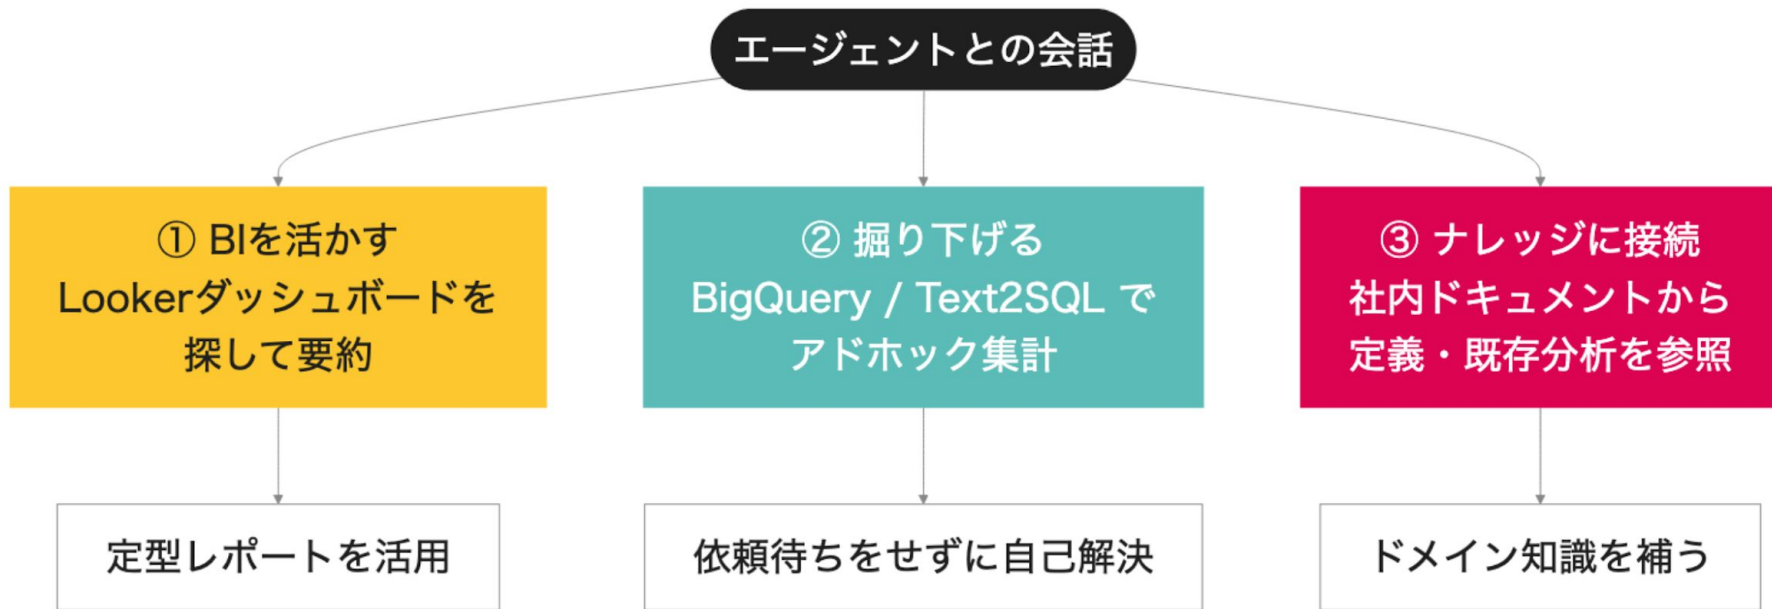 エージェントとの会話
① BIを活かす
Lookerダッシュボードを
探して要約
② 掘り下げる
BigQuery / Text2SQL で
アドホック集計
③ ナレッジに接続
社内ドキュメントから
定義・既存分析を参照
定型レポートを活用
依頼待ちをせずに自己解決
ドメイン知識を補う